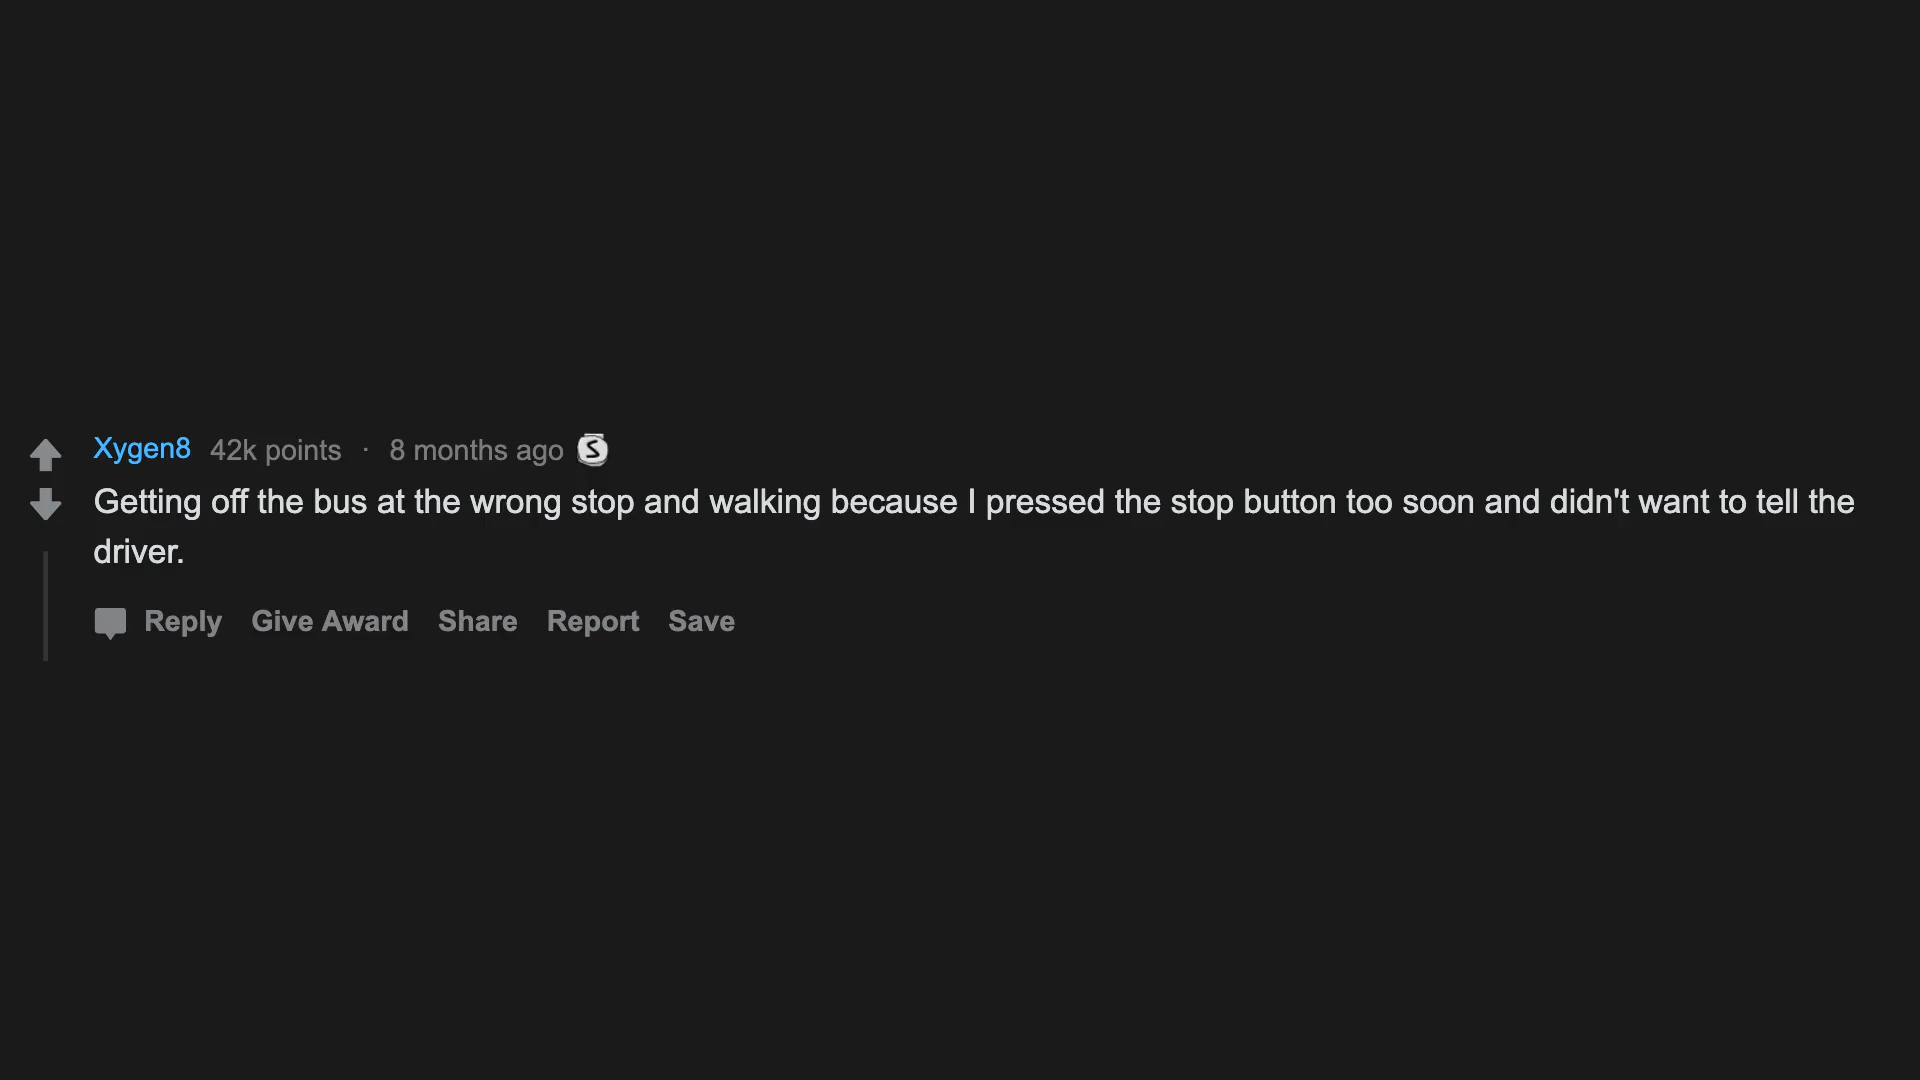 Xygen8 42k points · 8 months ago S
Getting off the bus at the wrong stop and walking because I pressed the stop button too soon and didn't want to tell the
driver.
Reply Give Award Share Report Save